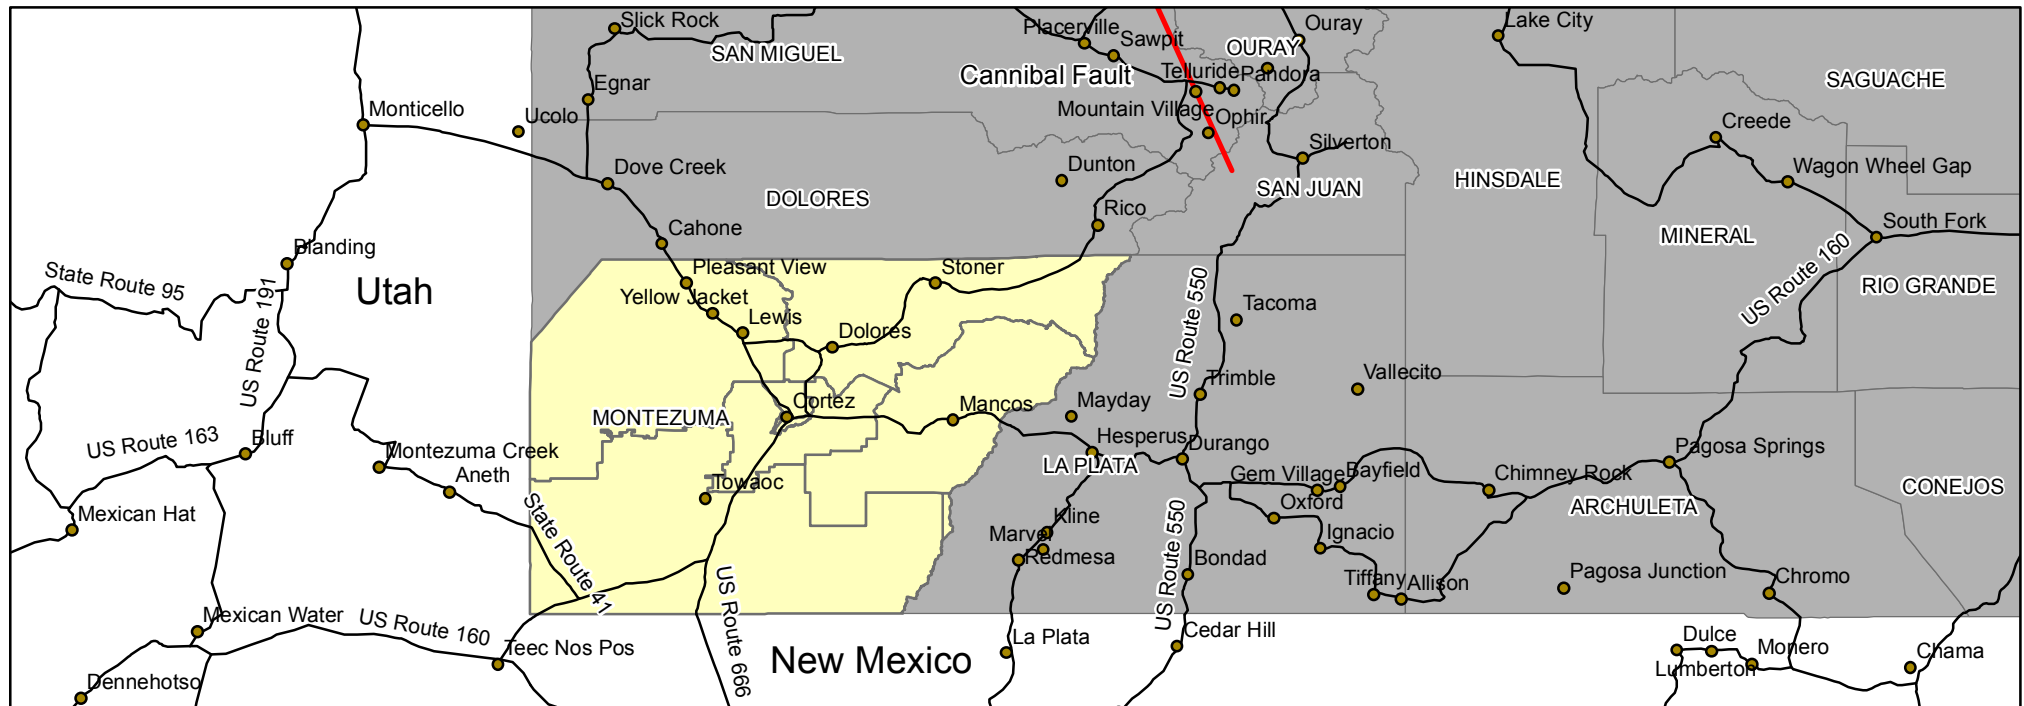 Slick Rock
SAN MIGUEL
Placerville
Sawpit
OURAY
Ouray
Lake City
Egnar
Cannibal Fault
Telluride
Pandora
SAGUACHE
Monticello
Ucolo
Mountain Village
Ophir
Creede
Silverton
Dove Creek
Dunton
Wagon Wheel Gap
DOLORES
SAN JUAN
HINSDALE
Rico
Cahone
MINERAL
South Fork
Blanding
State Route 95
Utah
Pleasant View
Stoner
US Route 160
RIO GRANDE
Yellow Jacket
Lewis
Dolores
Tacoma
US Route 191
US Route 550
Trimble
Vallecito
MONTEZUMA
Cortez
Mancos
Mayday
US Route 163
Bluff
Hesperus
Durango
Pagosa Springs
Montezuma Creek
Aneth
LA PLATA
Gem Village
Bayfield
Chimney Rock
Towaoc
CONEJOS
Oxford
ARCHULETA
Mexican Hat
State Route 41
Kline
Marvel
Redmesa
Ignacio
US Route 550
Bondad
Tiffany
Allison
Pagosa Junction
Chromo
Mexican Water
US Route 160
US Route 666
Teec Nos Pos
New Mexico
La Plata
Cedar Hill
Dulce
Lumberton
Monero
Chama
Dennehotso